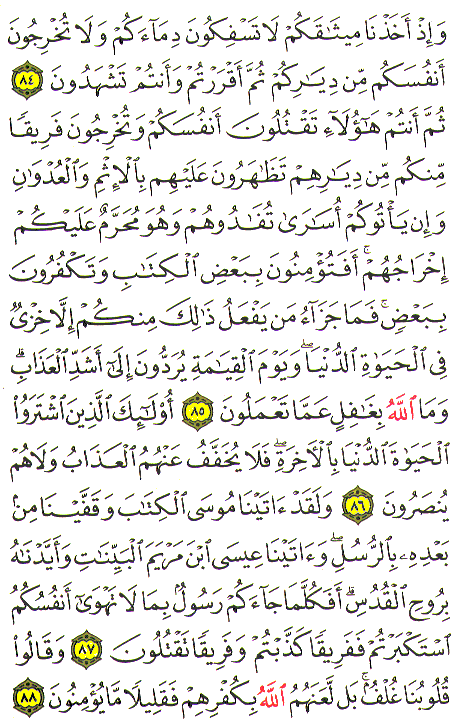 وَإِذْ أَخَذْنَا مِيثَـٰقَكُمْ لَا تَسْفِكُونَ دِمَآءَكُمْ وَلَا تُخْرِجُونَ
أَنفُسَكُم مِّن دِيَـٰرِكُمْ ثُمَّ أَقْرَرْتُمْ وَأَنتُمْ تَشْهَدُونَ ٨٤
ثُمَّ أَنتُمْ هَـٰٓؤُلَآءِ تَقْتُلُونَ أَنفُسَكُمْ وَتُخْرِجُونَ فَرِيقًا
مِّنكُم مِّن دِيَـٰرِهِمْ تَظَـٰهَرُونَ عَلَيْهِم بِٱلْإِثْمِ وَٱلْعُدْوَٰنِ
وَإِن يَأْتُوكُمْ أُسَـٰرَىٰ تُفَـٰدُوهُمْ وَهُوَ مُحَرَّمٌ عَلَيْكُمْ
إِخْرَاجُهُمْ ۚ أَفَتُؤْمِنُونَ بِبَعْضِ ٱلْكِتَـٰبِ وَتَكْفُرُونَ
بِبَعْضٍ ۚ فَمَا جَزَآءُ مَن يَفْعَلُ ذَٰلِكَ مِنكُمْ إِلَّا خِزْىٌ
فِى ٱلْحَيَوٰةِ ٱلدُّنْيَا ۖ وَيَوْمَ ٱلْقِيَـٰمَةِ يُرَدُّونَ إِلَىٰٓ أَشَدِّ ٱلْعَذَابِ ۗ
وَمَا ٱللَّهُ بِغَـٰفِلٍ عَمَّا تَعْمَلُونَ ٨٥ أُو۟لَـٰٓئِكَ ٱلَّذِينَ ٱشْتَرَوُا۟
ٱلْحَيَوٰةَ ٱلدُّنْيَا بِٱلْـَٔاخِرَةِ ۖ فَلَا يُخَفَّفُ عَنْهُمُ ٱلْعَذَابُ وَلَا هُمْ
يُنصَرُونَ ٨٦ وَلَقَدْ ءَاتَيْنَا مُوسَى ٱلْكِتَـٰبَ وَقَفَّيْنَا مِنۢ
بَعْدِهِۦ بِٱلرُّسُلِ ۖ وَءَاتَيْنَا عِيسَى ٱبْنَ مَرْيَمَ ٱلْبَيِّنَـٰتِ وَأَيَّدْنَـٰهُ
بِرُوحِ ٱلْقُدُسِ ۗ أَفَكُلَّمَا جَآءَكُمْ رَسُولٌۢ بِمَا لَا تَهْوَىٰٓ أَنفُسُكُمُ
ٱسْتَكْبَرْتُمْ فَفَرِيقًا كَذَّبْتُمْ وَفَرِيقًا تَقْتُلُونَ ٨٧ وَقَالُوا۟
قُلُوبُنَا غُلْفٌۢ ۚ بَل لَّعَنَهُمُ ٱللَّهُ بِكُفْرِهِمْ فَقَلِيلًا مَّا يُؤْمِنُونَ ٨٨